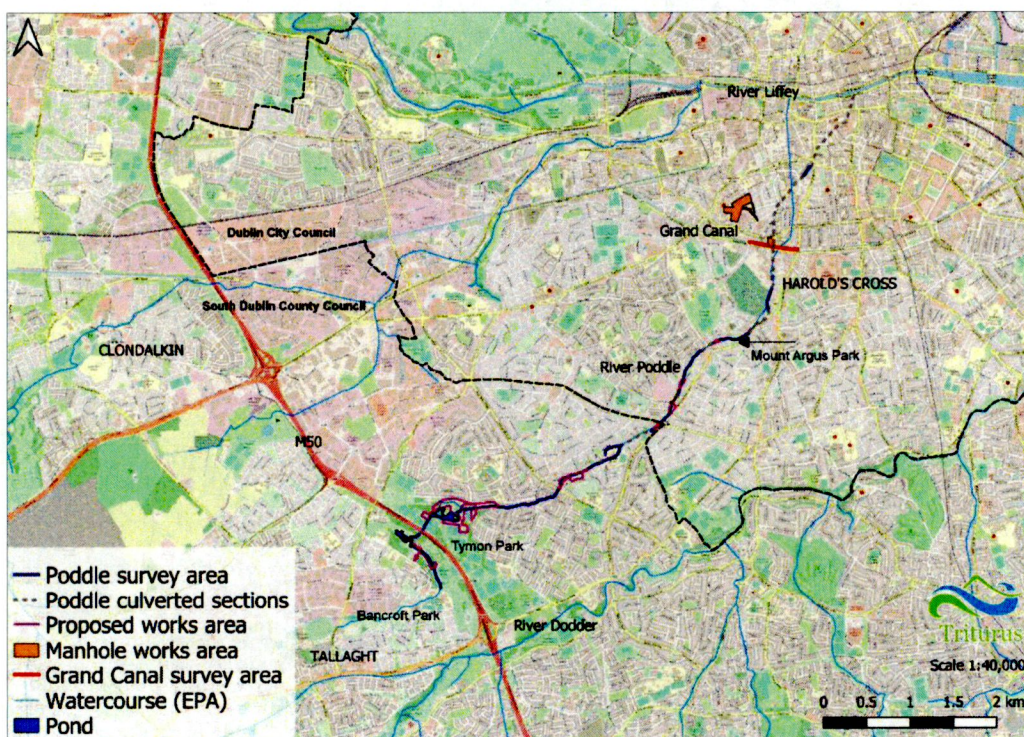 River Liffey
Dublin City Council
Grand Canal
South Dublin County Council
HAROLD'S CROSS
CLONDALKIN
Mount Argus Park
River Poddle
M50
Tymon Park
Bancroft Park
River Dodder
TALLAGHT
Poddle survey area
Poddle culverted sections
Proposed works area
Manhole works area
Grand Canal survey area
Watercourse (EPA)
Pond
Triturus
Scale 1:40,000
0 0.5 1 1.5 2 km